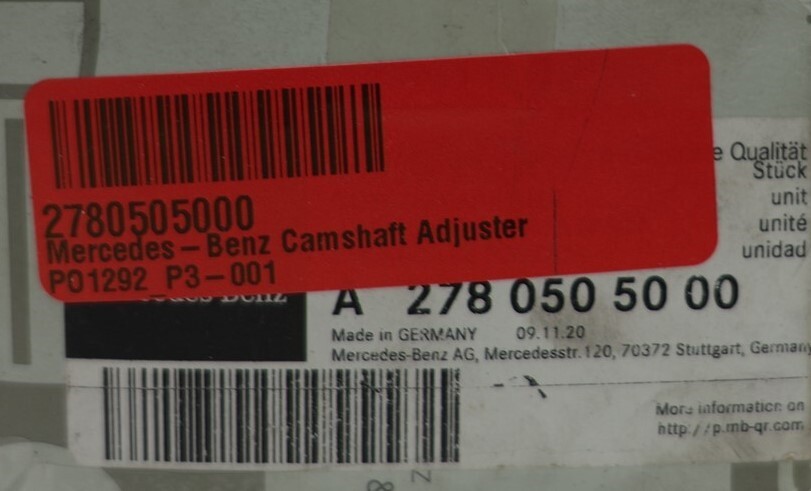 e Qualität
Stück
unit
unité
unidad
2780505000
Mercedes-Benz Camshaft Adjuster
PO1292 P3-001
A 278 050 50 00
Made in GERMANY 09.11.20
Mercedes-Benz AG, Mercedesstr. 120, 70372 Stuttgart, Germany
More information on
http://p.mb-qr.com
8 Z